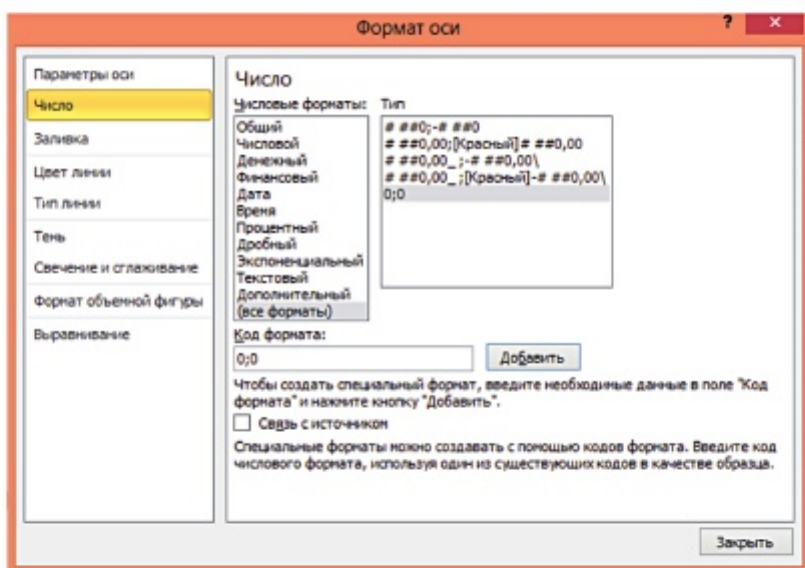 Формат оси
?
×
Параметры оси
Число
Заливка
Цвет линии
Тип линии
Тень
Свечение и сглаживание
Формат объемной фигуры
Выравнивание
Число
Числовые форматы:
Общий
Числовой
Денежный
Финансовый
Дата
Время
Процентный
Дробный
Экспоненциальный
Текстовый
Дополнительный
(все форматы)
Тип
# ##0;-# ##0
# ##0,00;[Красный]# ##0,00
# ##0,00_ ;-# ##0,00\
# ##0,00_ ;[Красный]-# ##0,00\
0;0
Код формата:
0;0
Добавить
Чтобы создать специальный формат, введите необходимые данные в поле "Код
формата" и нажмите кнопку "Добавить".
Связь с источником
Специальные форматы можно создавать с помощью кодов формата. Введите код
числового формата, используя один из существующих кодов в качестве образца.
Закрыть